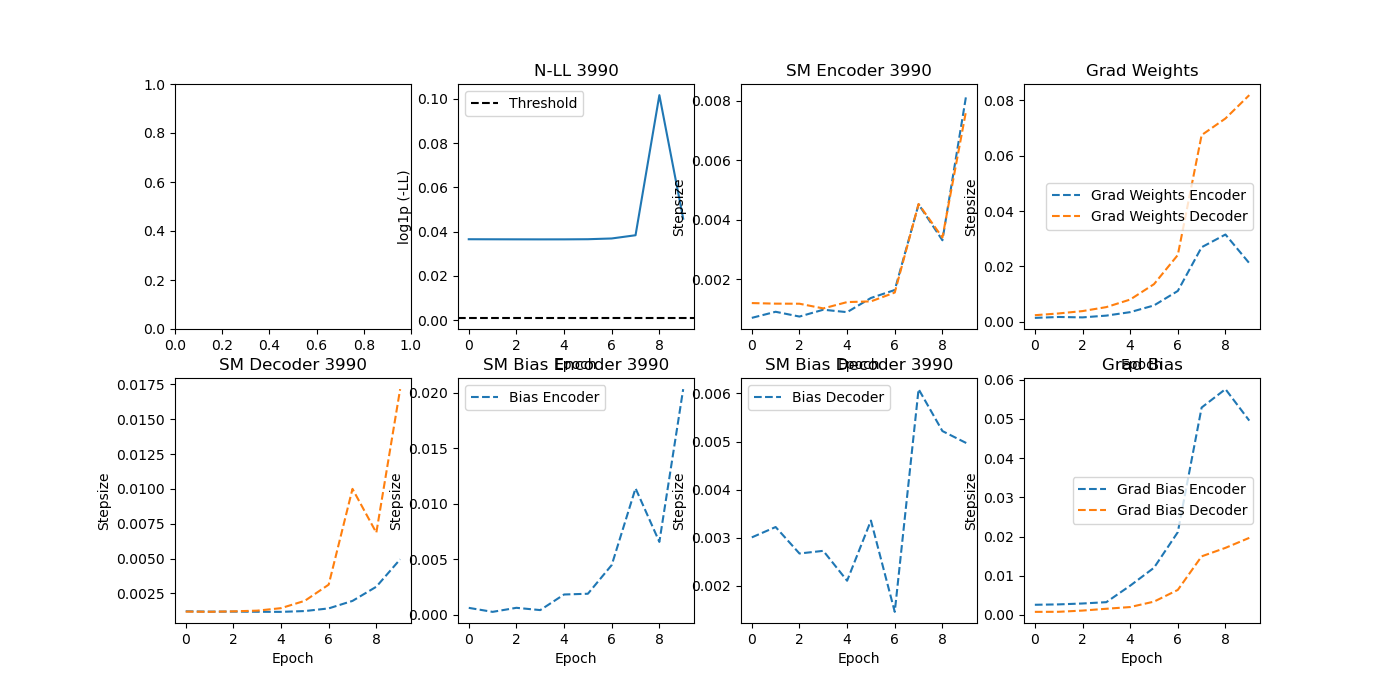 N-LL 3990
SM Encoder 3990
Grad Weights
1.0
0.8
0.6
0.4
0.2
0.0
0.0 0.2 0.4 0.6 0.8 1.0
log1p (-LL)
0.10
0.08
0.06
0.04
0.02
0.00
Threshold
0 2 4 6 8
Epoch
Stepsize
0.008
0.006
0.004
0.002
0 2 4 6 8
Epoch
Stepsize
0.08
0.06
0.04
0.02
0.00
Grad Weights Encoder
Grad Weights Decoder
0 2 4 6 8
Epoch
SM Decoder 3990
SM Bias Encoder 3990
SM Bias Decoder 3990
Grad Bias
Stepsize
0.0175
0.0150
0.0125
0.0100
0.0075
0.0050
0.0025
0 2 4 6 8
Epoch
Stepsize
0.020
0.015
0.010
0.005
0.000
Bias Encoder
0 2 4 6 8
Epoch
Stepsize
0.006
0.005
0.004
0.003
0.002
Bias Decoder
0 2 4 6 8
Epoch
Stepsize
0.06
0.05
0.04
0.03
0.02
0.01
0.00
Grad Bias Encoder
Grad Bias Decoder
0 2 4 6 8
Epoch